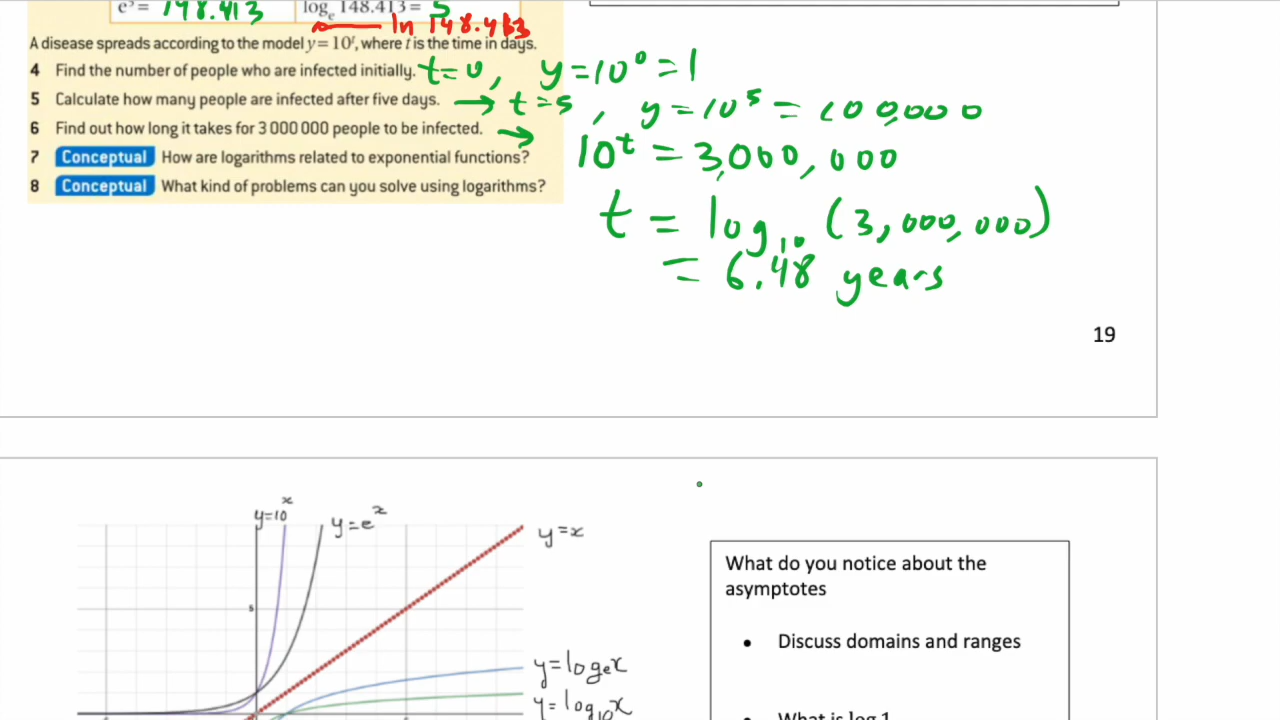 e⁵ = 148.413 logₑ 148.413 = 5
ln 148.413
A disease spreads according to the model y = 10ᵗ, where t is the time in days.
4 Find the number of people who are infected initially. t=0, y=10⁰=1
5 Calculate how many people are infected after five days. → t=5, y=10⁵=100,000
6 Find out how long it takes for 3 000 000 people to be infected. →
7 Conceptual How are logarithms related to exponential functions? 10ᵗ = 3,000,000
8 Conceptual What kind of problems can you solve using logarithms?
t = log₁₀ (3,000,000)
= 6.48 years
19
y=10ˣ
y=eˣ
y=x
5
y=logₑx
y=log₁₀x
What do you notice about the
asymptotes
• Discuss domains and ranges
• What is log 1